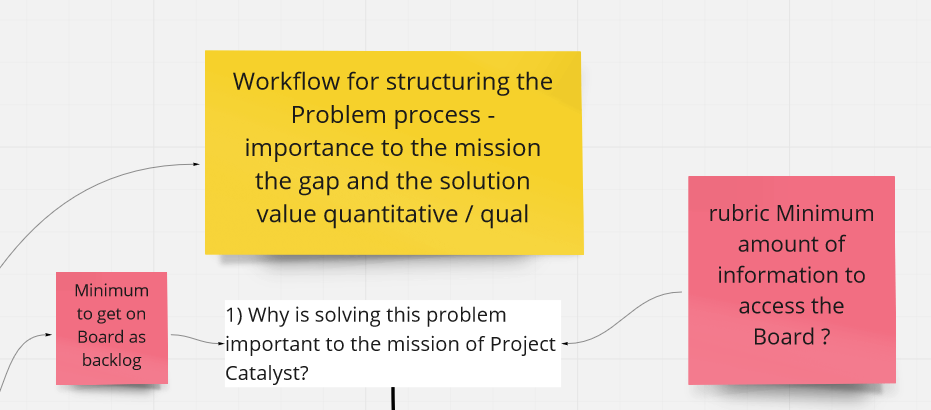 Workflow for structuring the
Problem process -
importance to the mission
the gap and the solution
value quantitative / qual
rubric Minimum
amount of
information to
access the
Board ?
Minimum
to get on
Board as
backlog
1) Why is solving this problem
important to the mission of Project
Catalyst?